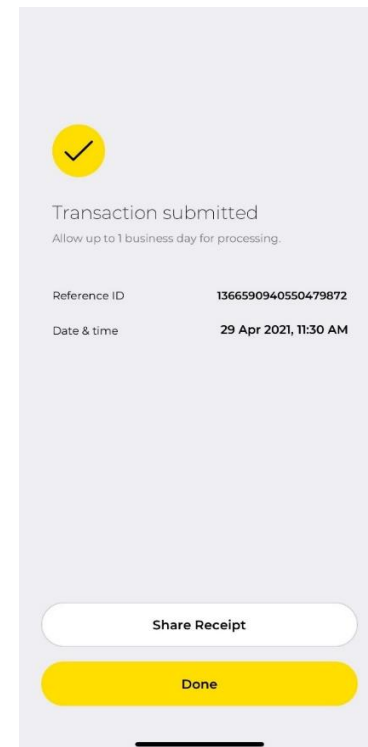 Transaction submitted
Allow up to 1 business day for processing.
Reference ID 1366590940550479872
Date & time 29 Apr 2021, 11:30 AM
Share Receipt
Done